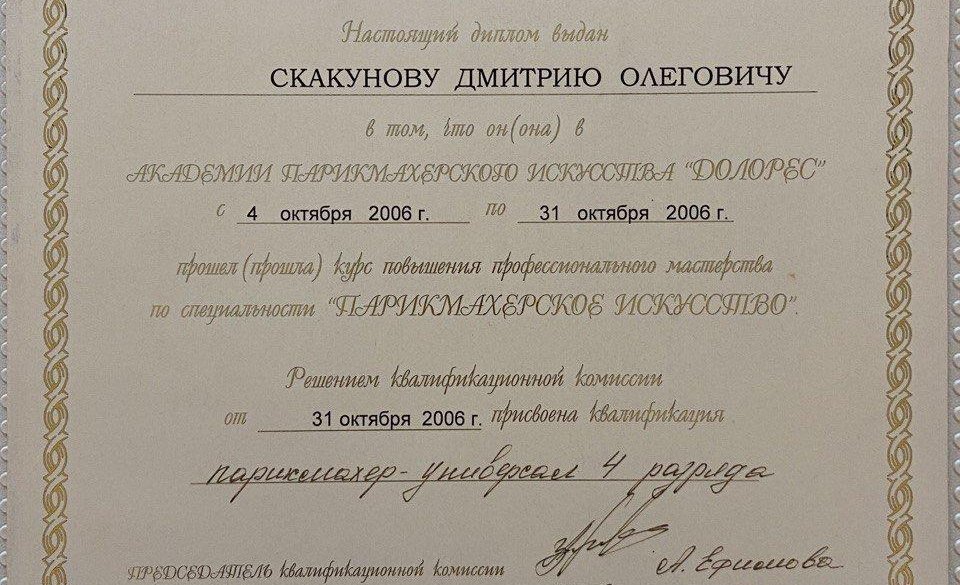 Настоящий диплом выдан
СКАКУНОВУ ДМИТРИЮ ОЛЕГОВИЧУ
в том, что он(она) в
АКАДЕМИИ ПАРИКМАХЕРСКОГО ИСКУССТВА "ДОЛОРЕС"
с 4 октября 2006 г. по 31 октября 2006 г.
прошел (прошла) курс повышения профессионального мастерства
по специальности "ПАРИКМАХЕРСКОЕ ИСКУССТВО".
Решением квалификационной комиссии
от 31 октября 2006 г. присвоена квалификация
парикмахер-универсал 4 разряда
ПРЕДСЕДАТЕЛЬ квалификационной комиссии Л. Ефимова